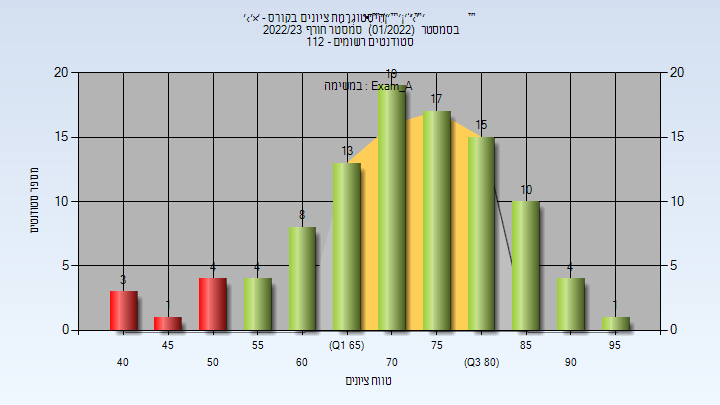 היסטוגרמת ציונים בקורס -
בסמסטר (01/2022) סמסטר חורף 2022/23
סטודנטים רשומים - 112
במשימה : Exam_A
20 20
15 15
10 10
5 5
0 0
3 1 4 4 8 13 19 17 15 10 4 1
מספר סטודנטים
40 45 50 55 60 (Q1 65) 70 75 (Q3 80) 85 90 95
טווח ציונים